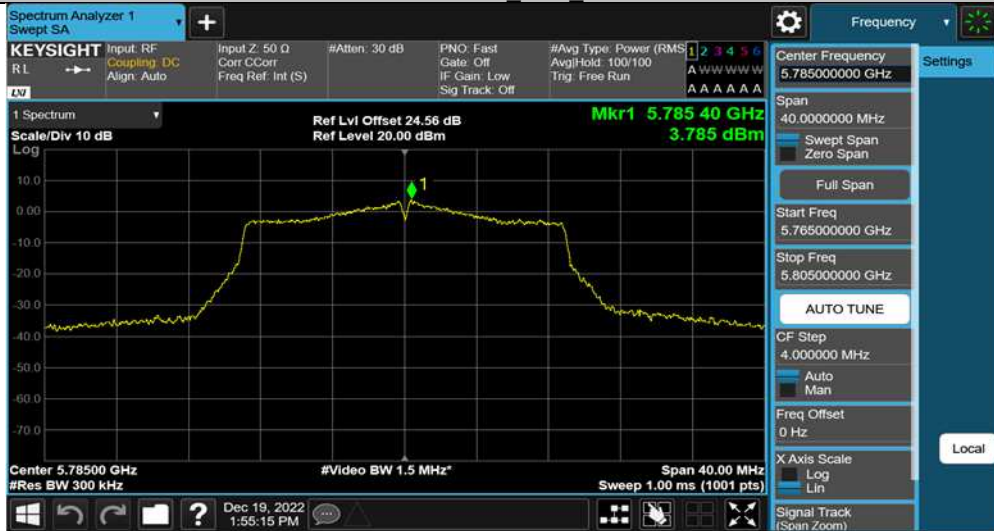 Spectrum Analyzer 1
Swept SA
Frequency
KEYSIGHT
RL
LXI
Input: RF
Coupling: DC
Align: Auto
Input Z: 50 Ω
Corr CCorr
Freq Ref: Int (S)
#Atten: 30 dB
PNO: Fast
Gate: Off
IF Gain: Low
Sig Track: Off
#Avg Type: Power (RMS
Avg|Hold: 100/100
Trig: Free Run
1 2 3 4 5 6
A W W W W W
A A A A A A
1 Spectrum
Scale/Div 10 dB
Log
Ref Lvl Offset 24.56 dB
Ref Level 20.00 dBm
Mkr1 5.785 40 GHz
3.785 dBm
1
10.0
0.00
-10.0
-20.0
-30.0
-40.0
-50.0
-60.0
-70.0
Center 5.78500 GHz
#Res BW 300 kHz
#Video BW 1.5 MHz*
Span 40.00 MHz
Sweep 1.00 ms (1001 pts)
Dec 19, 2022
1:55:15 PM
Center Frequency
5.785000000 GHz
Span
40.0000000 MHz
Swept Span
Zero Span
Full Span
Start Freq
5.765000000 GHz
Stop Freq
5.805000000 GHz
AUTO TUNE
CF Step
4.000000 MHz
Auto
Man
Freq Offset
0 Hz
X Axis Scale
Log
Lin
Signal Track
(Span Zoom)
Settings
Local